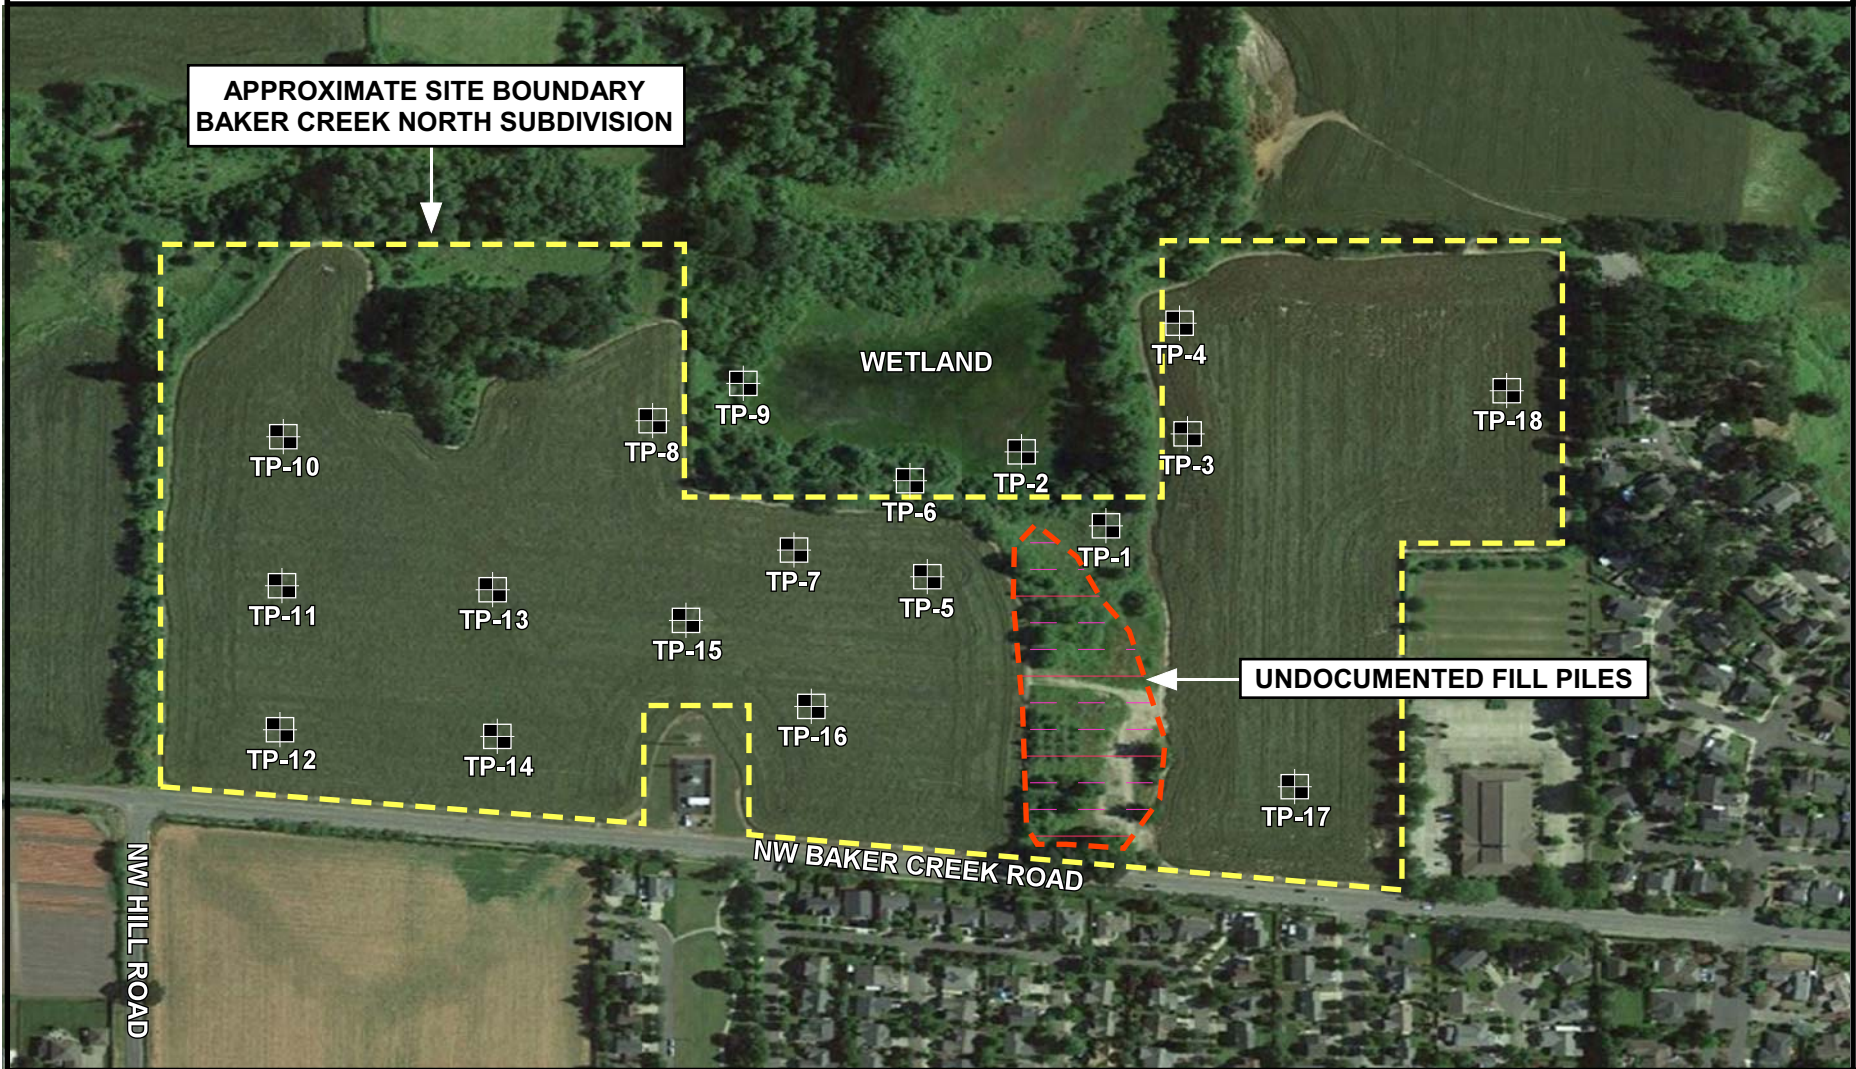 APPROXIMATE SITE BOUNDARY
BAKER CREEK NORTH SUBDIVISION
WETLAND
TP-4
TP-9
TP-18
TP-8
TP-10
TP-3
TP-2
TP-6
TP-1
TP-7
TP-5
TP-11
TP-13
TP-15
UNDOCUMENTED FILL PILES
TP-16
TP-12
TP-14
TP-17
NW BAKER CREEK ROAD
NW HILL ROAD